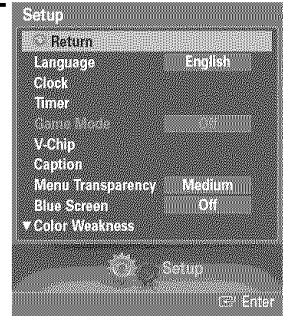 Setup
Return
Language English
Clock
Timer
Game Mode Off
V-Chip
Caption
Menu Transparency Medium
Blue Screen Off
▼ Color Weakness
Setup
Enter